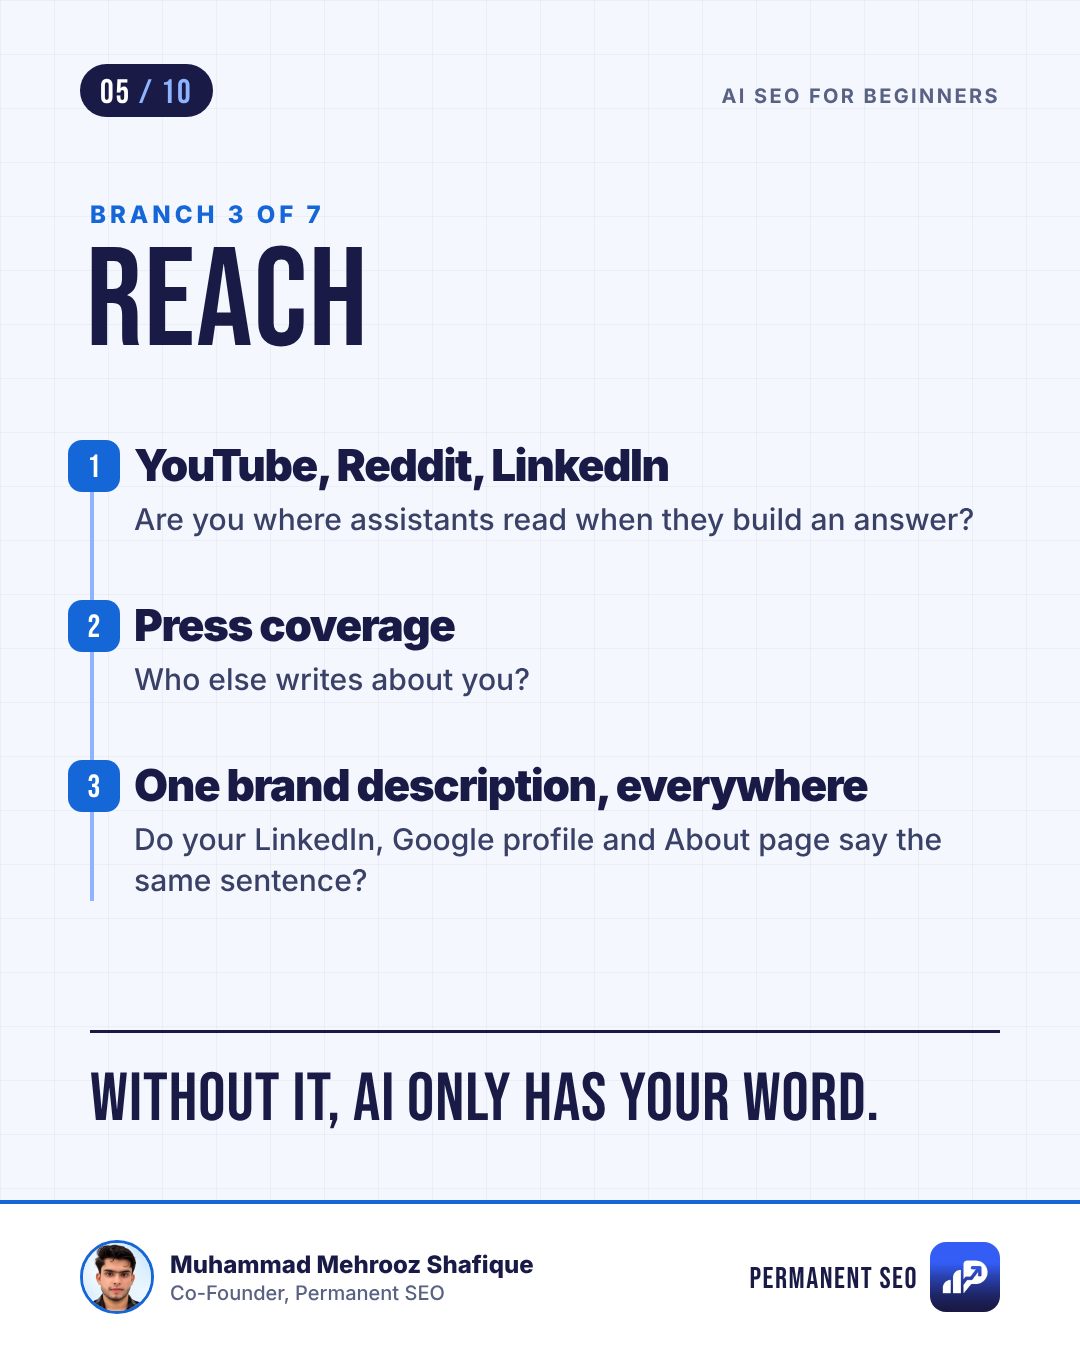 05 / 10
AI SEO FOR BEGINNERS
BRANCH 3 OF 7
REACH
1
YouTube, Reddit, LinkedIn
Are you where assistants read when they build an answer?
2
Press coverage
Who else writes about you?
3
One brand description, everywhere
Do your LinkedIn, Google profile and About page say the
same sentence?
WITHOUT IT, AI ONLY HAS YOUR WORD.
Muhammad Mehrooz Shafique
Co-Founder, Permanent SEO
PERMANENT SEO